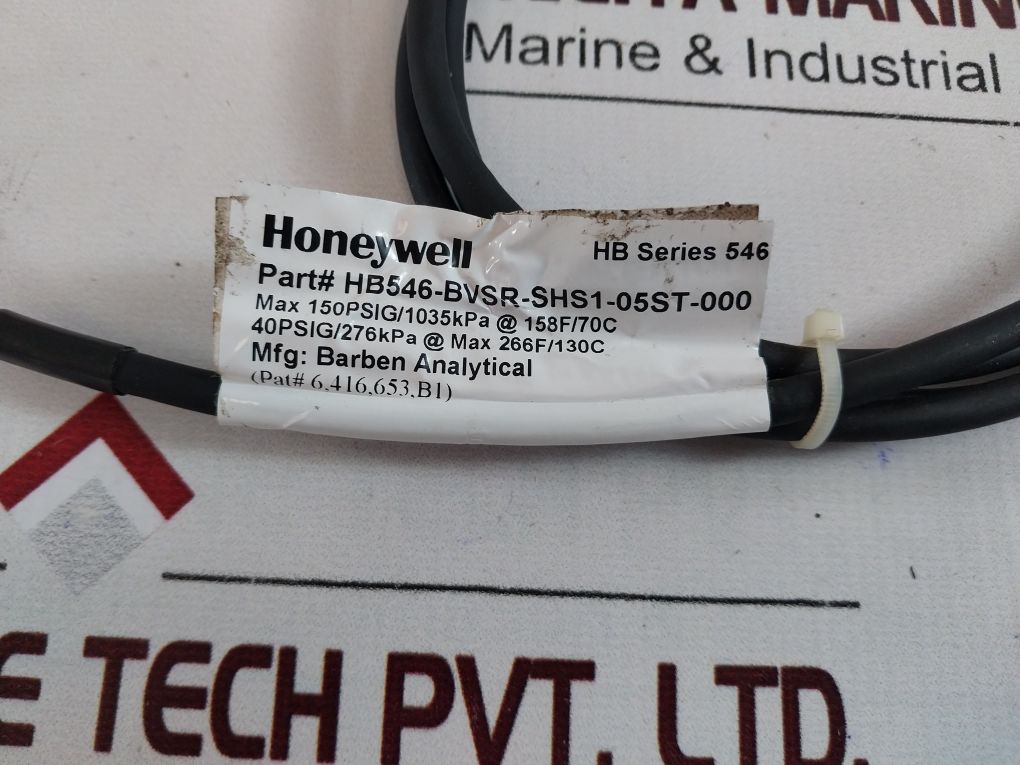 Marine & Industrial
Honeywell
HB Series 546
Part# HB546-BVSR-SHS1-05ST-000
Max 150PSIG/1035kPa @ 158F/70C
40PSIG/276kPa @ Max 266F/130C
Mfg: Barben Analytical
(Pat# 6,416,653,B1)
TECH PVT. LTD.